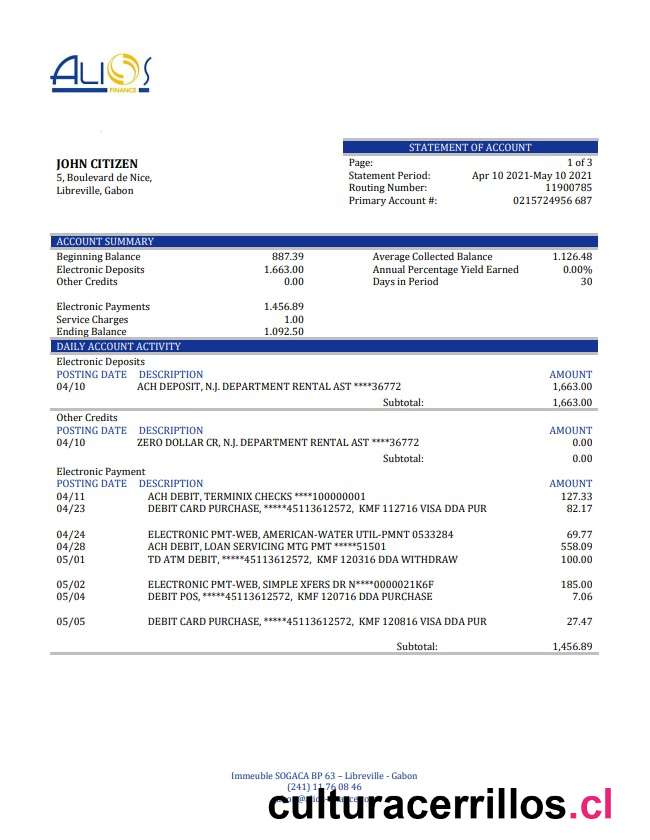 ALIOS
FINANCE
STATEMENT OF ACCOUNT
JOHN CITIZEN
5, Boulevard de Nice,
Libreville, Gabon
Page: 1 of 3
Statement Period: Apr 10 2021-May 10 2021
Routing Number: 11900785
Primary Account #: 0215724956 687
ACCOUNT SUMMARY
Beginning Balance 887.39 Average Collected Balance 1.126.48
Electronic Deposits 1.663.00 Annual Percentage Yield Earned 0.00%
Other Credits 0.00 Days in Period 30
Electronic Payments 1.456.89
Service Charges 1.00
Ending Balance 1.092.50
DAILY ACCOUNT ACTIVITY
Electronic Deposits
POSTING DATE DESCRIPTION AMOUNT
04/10 ACH DEPOSIT, N.J. DEPARTMENT RENTAL AST ****36772 1,663.00
Subtotal: 1,663.00
Other Credits
POSTING DATE DESCRIPTION AMOUNT
04/10 ZERO DOLLAR CR, N.J. DEPARTMENT RENTAL AST ****36772 0.00
Subtotal: 0.00
Electronic Payment
POSTING DATE DESCRIPTION AMOUNT
04/11 ACH DEBIT, TERMINIX CHECKS ****100000001 127.33
04/23 DEBIT CARD PURCHASE, *****45113612572, KMF 112716 VISA DDA PUR 82.17
04/24 ELECTRONIC PMT-WEB, AMERICAN-WATER UTIL-PMNT 0533284 69.77
04/28 ACH DEBIT, LOAN SERVICING MTG PMT *****51501 558.09
05/01 TD ATM DEBIT, *****45113612572, KMF 120316 DDA WITHDRAW 100.00
05/02 ELECTRONIC PMT-WEB, SIMPLE XFERS DR N****0000021K6F 185.00
05/04 DEBIT POS, *****45113612572, KMF 120716 DDA PURCHASE 7.06
05/05 DEBIT CARD PURCHASE, *****45113612572, KMF 120816 VISA DDA PUR 27.47
Subtotal: 1,456.89
Immeuble SOGACA BP 63 – Libreville - Gabon
(241) 11 76 08 46
culturacerrillos.cl